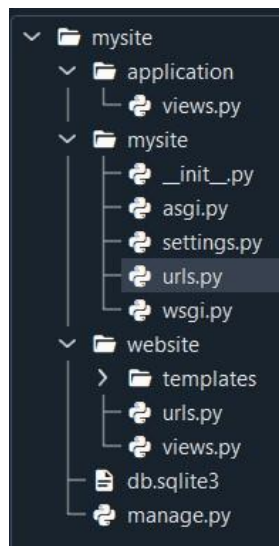 mysite
application
views.py
mysite
__init__.py
asgi.py
settings.py
urls.py
wsgi.py
website
templates
urls.py
views.py
db.sqlite3
manage.py